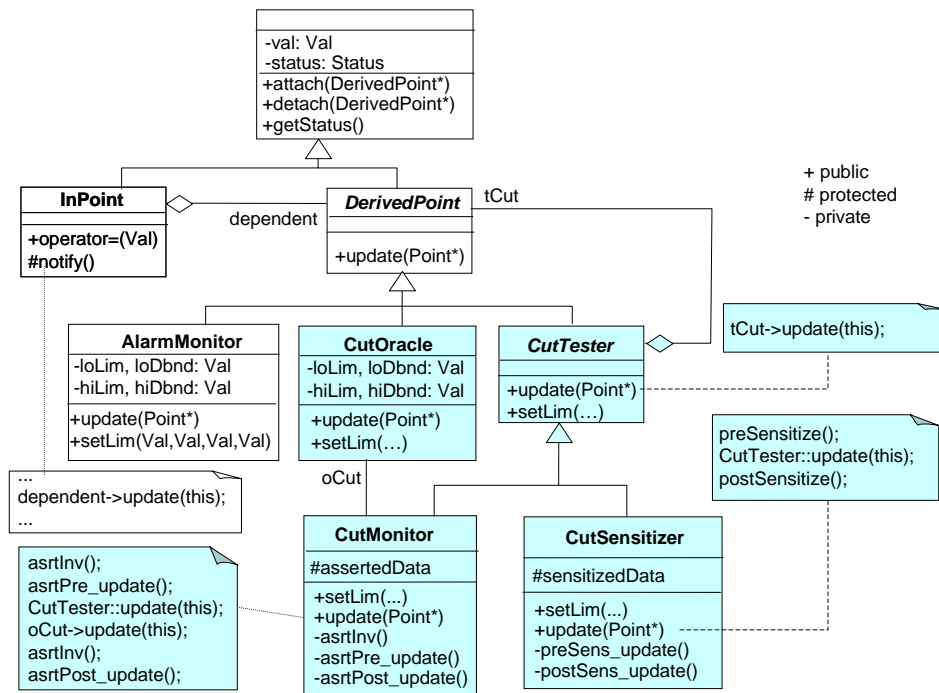 -val: Val
-status: Status
+attach(DerivedPoint*)
+detach(DerivedPoint*)
+getStatus()
+ public
# protected
- private
InPoint
+operator=(Val)
#notify()
dependent
DerivedPoint
+update(Point*)
tCut
AlarmMonitor
-loLim, loDbnd: Val
-hiLim, hiDbnd: Val
+update(Point*)
+setLim(Val,Val,Val,Val)
CutOracle
-loLim, loDbnd: Val
-hiLim, hiDbnd: Val
+update(Point*)
+setLim(...)
CutTester
+update(Point*)
+setLim(...)
tCut->update(this);
preSensitize();
CutTester::update(this);
postSensitize();
...
dependent->update(this);
...
oCut
asrtInv();
asrtPre_update();
CutTester::update(this);
oCut->update(this);
asrtInv();
asrtPost_update();
CutMonitor
#assertedData
+setLim(...)
+update(Point*)
-asrtInv()
-asrtPre_update()
-asrtPost_update()
CutSensitizer
#sensitizedData
+setLim(...)
+update(Point*)
-preSens_update()
-postSens_update()